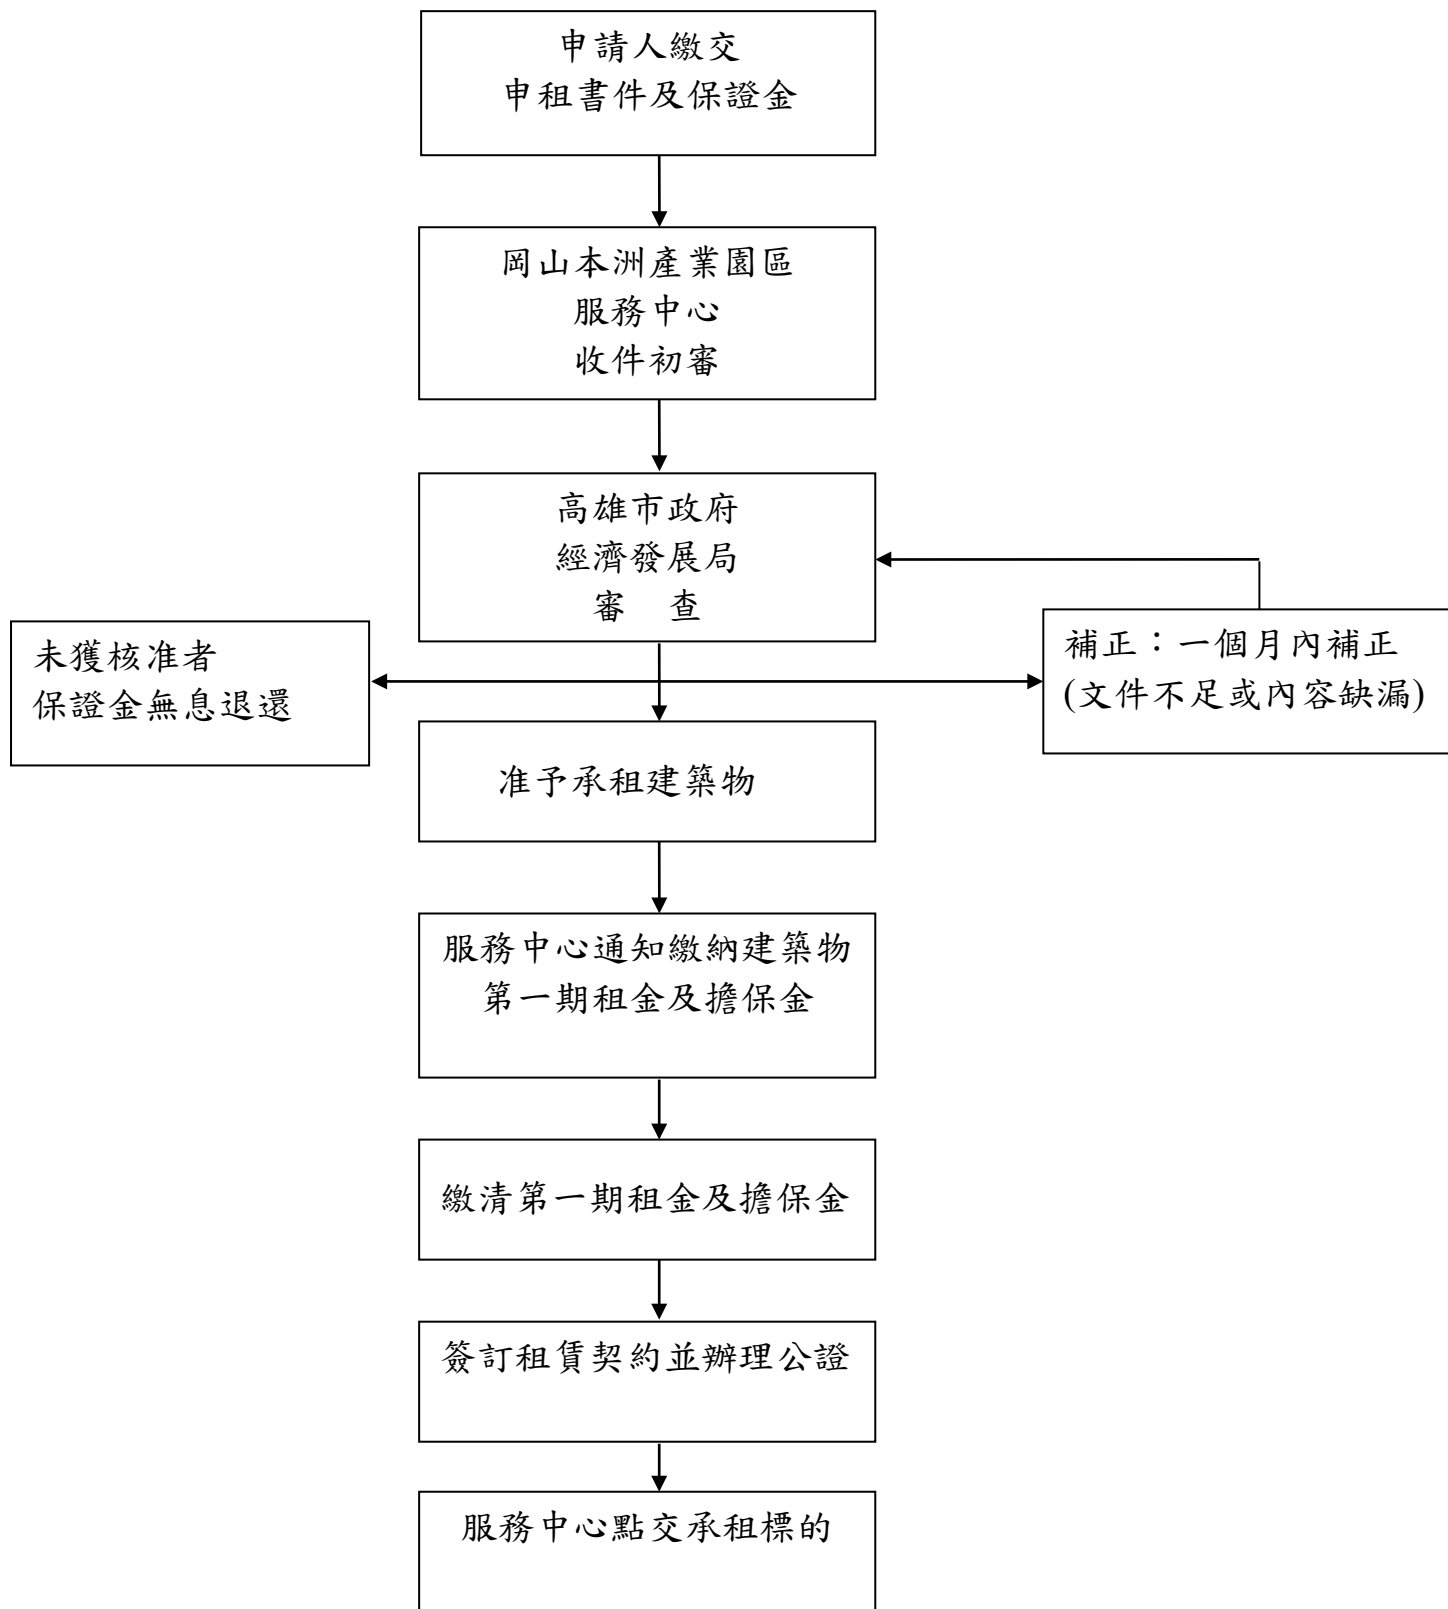 申請人繳交
申租書件及保證金
岡山本洲產業園區
服務中心
收件初審
高雄市政府
經濟發展局
審　查
未獲核准者
保證金無息退還
補正：一個月內補正
(文件不足或內容缺漏)
准予承租建築物
服務中心通知繳納建築物
第一期租金及擔保金
繳清第一期租金及擔保金
簽訂租賃契約並辦理公證
服務中心點交承租標的